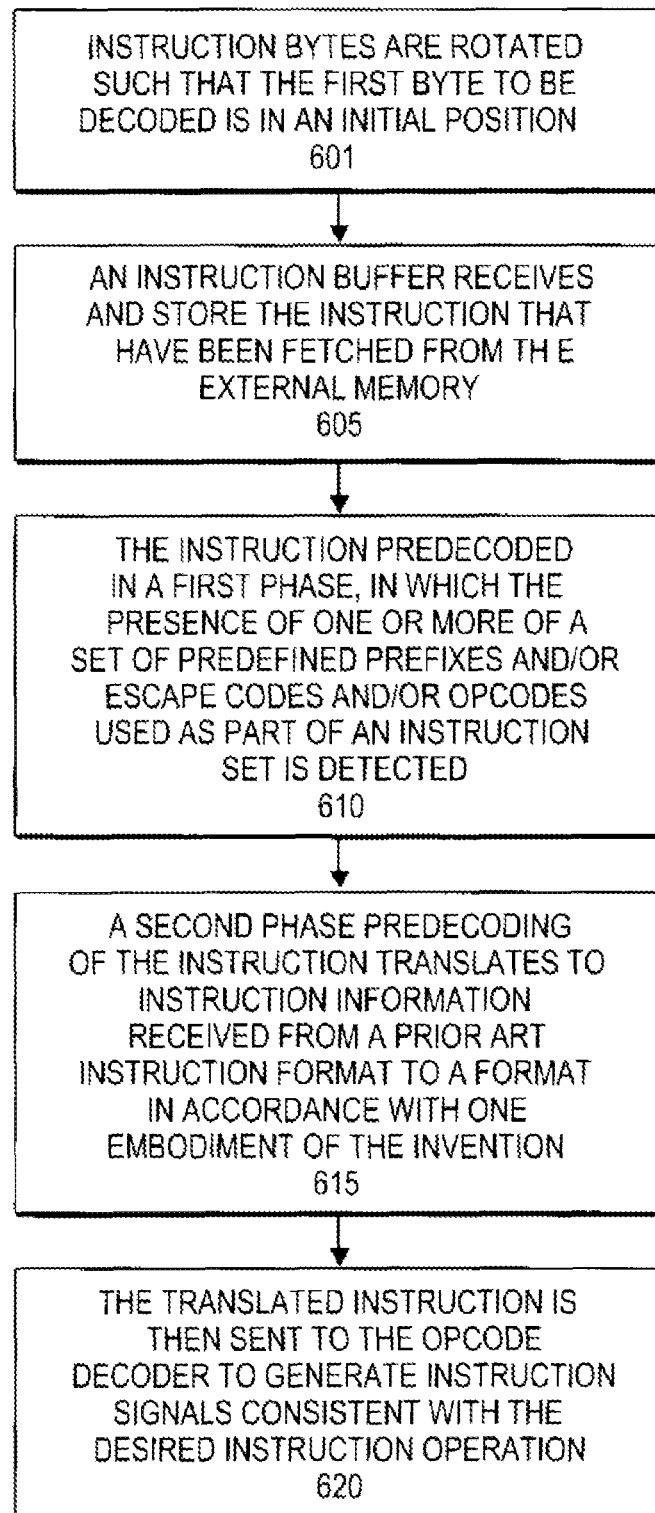 INSTRUCTION BYTES ARE ROTATED
SUCH THAT THE FIRST BYTE TO BE
DECODED IS IN AN INITIAL POSITION
601
AN INSTRUCTION BUFFER RECEIVES
AND STORE THE INSTRUCTION THAT
HAVE BEEN FETCHED FROM TH E
EXTERNAL MEMORY
605
THE INSTRUCTION PREDECODED
IN A FIRST PHASE, IN WHICH THE
PRESENCE OF ONE OR MORE OF A
SET OF PREDEFINED PREFIXES AND/OR
ESCAPE CODES AND/OR OPCODES
USED AS PART OF AN INSTRUCTION
SET IS DETECTED
610
A SECOND PHASE PREDECODING
OF THE INSTRUCTION TRANSLATES TO
INSTRUCTION INFORMATION
RECEIVED FROM A PRIOR ART
INSTRUCTION FORMAT TO A FORMAT
IN ACCORDANCE WITH ONE
EMBODIMENT OF THE INVENTION
615
THE TRANSLATED INSTRUCTION IS
THEN SENT TO THE OPCODE
DECODER TO GENERATE INSTRUCTION
SIGNALS CONSISTENT WITH THE
DESIRED INSTRUCTION OPERATION
620